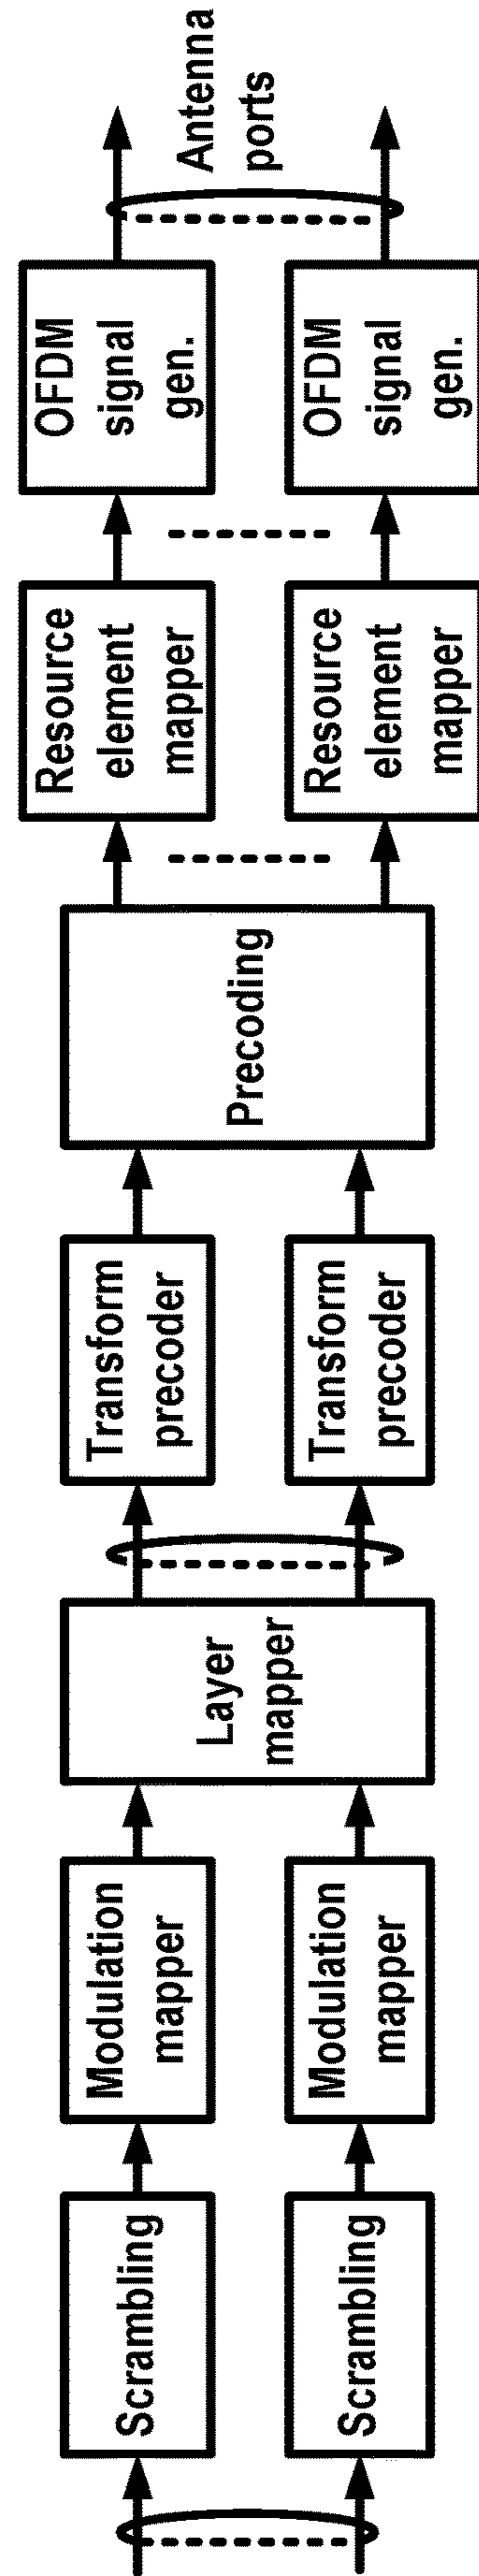 Scrambling
Scrambling
Modulation
mapper
Modulation
mapper
Layer
mapper
Transform
precoder
Transform
precoder
Precoding
Resource
element
mapper
Resource
element
mapper
OFDM
signal
gen.
OFDM
signal
gen.
Antenna
ports